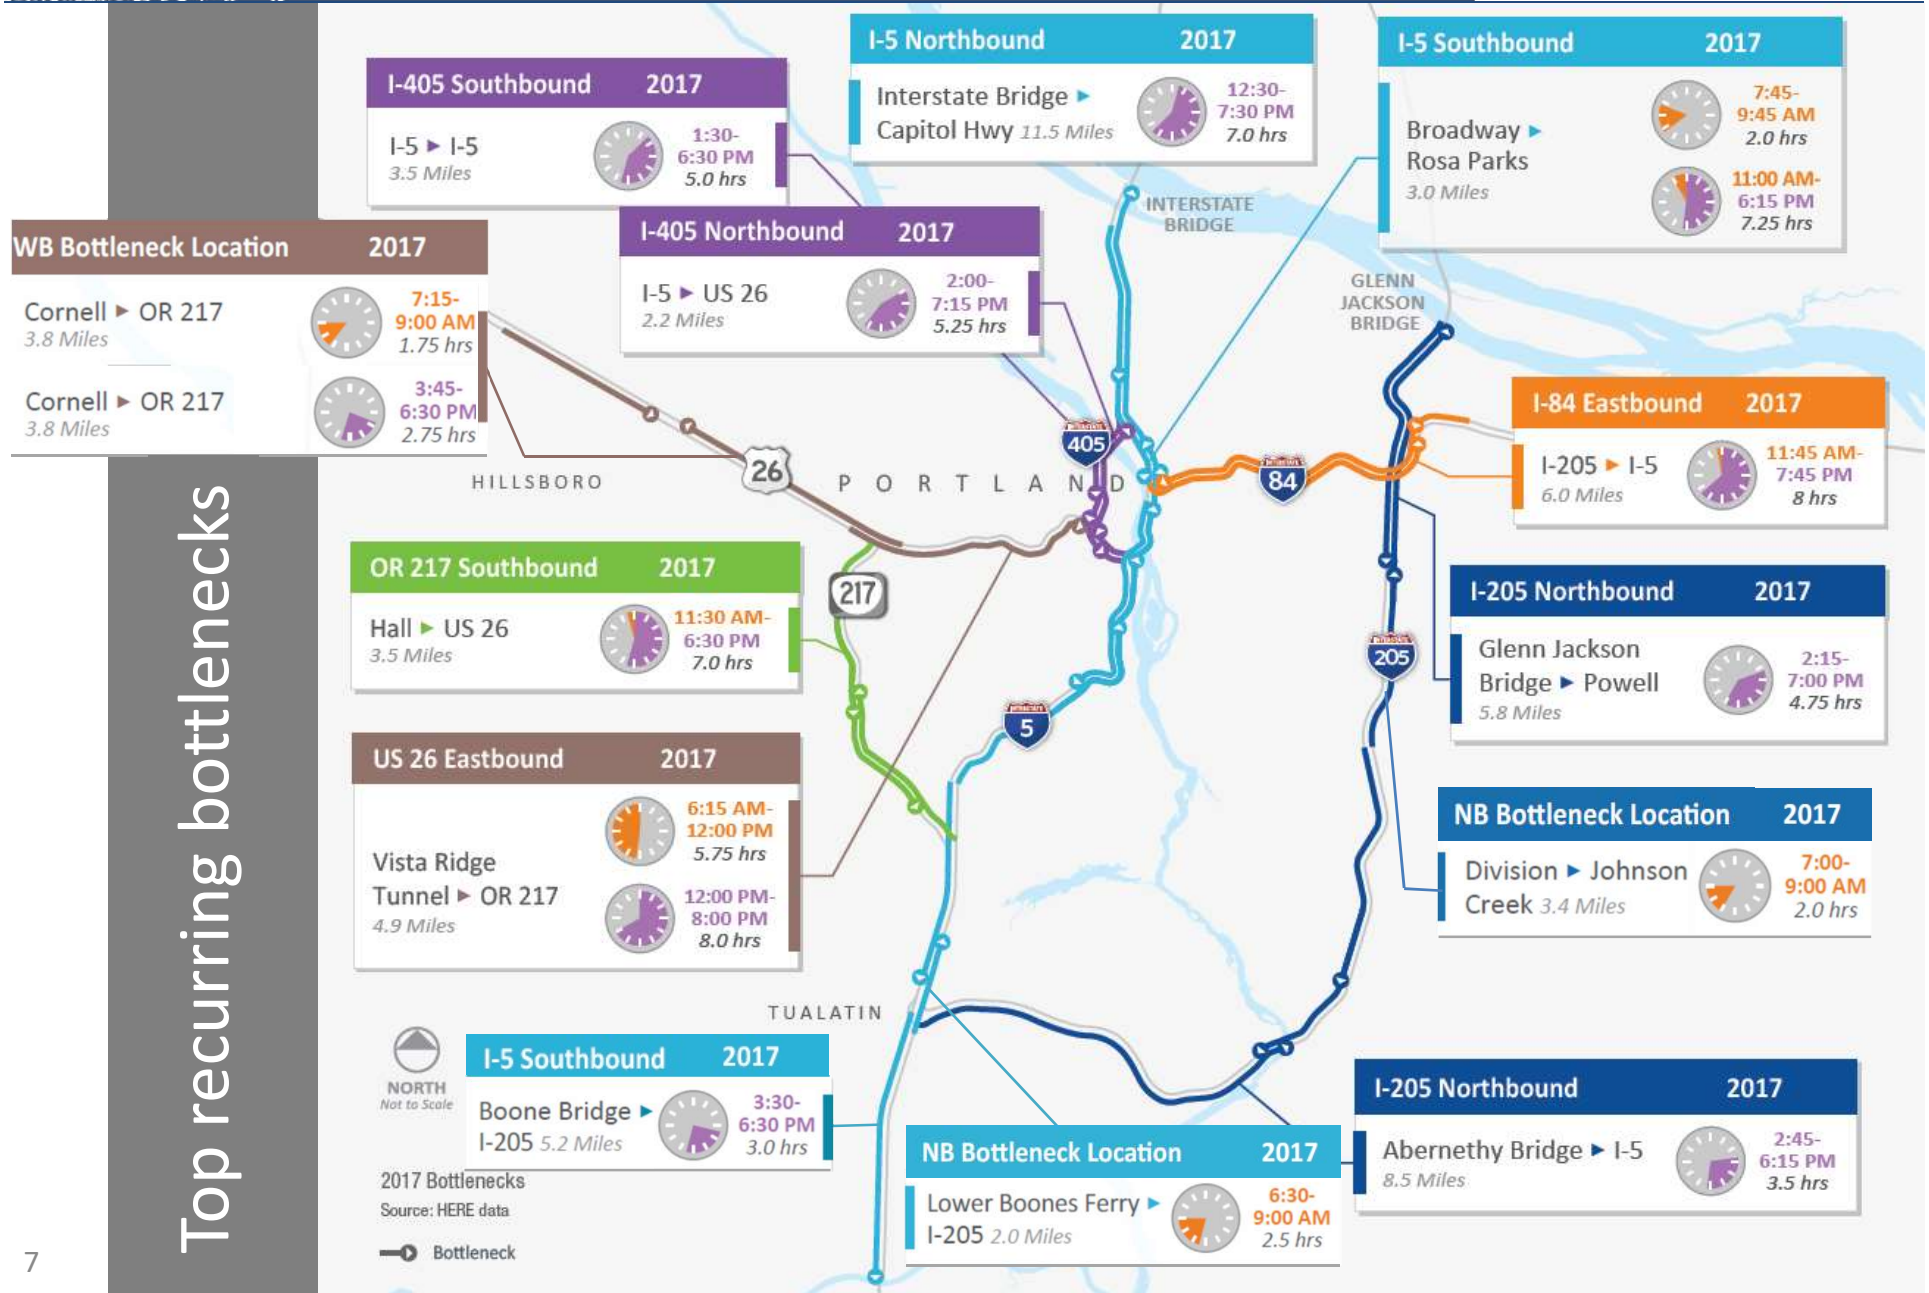 Top recurring bottlenecks
I-405 Southbound 2017
I-5 ► I-5
3.5 Miles
1:30-
6:30 PM
5.0 hrs
I-5 Northbound 2017
Interstate Bridge ►
Capitol Hwy 11.5 Miles
12:30-
7:30 PM
7.0 hrs
I-5 Southbound 2017
Broadway ►
Rosa Parks
3.0 Miles
7:45-
9:45 AM
2.0 hrs
11:00 AM-
6:15 PM
7.25 hrs
WB Bottleneck Location 2017
Cornell ► OR 217
3.8 Miles
7:15-
9:00 AM
1.75 hrs
Cornell ► OR 217
3.8 Miles
3:45-
6:30 PM
2.75 hrs
I-405 Northbound 2017
I-5 ► US 26
2.2 Miles
2:00-
7:15 PM
5.25 hrs
INTERSTATE
BRIDGE
GLENN
JACKSON
BRIDGE
I-84 Eastbound 2017
I-205 ► I-5
6.0 Miles
11:45 AM-
7:45 PM
8 hrs
405
26
84
HILLSBORO
PORTLAND
OR 217 Southbound 2017
Hall ► US 26
3.5 Miles
11:30 AM-
6:30 PM
7.0 hrs
217
I-205 Northbound 2017
Glenn Jackson
Bridge ► Powell
5.8 Miles
2:15-
7:00 PM
4.75 hrs
205
5
US 26 Eastbound 2017
Vista Ridge
Tunnel ► OR 217
4.9 Miles
6:15 AM-
12:00 PM
5.75 hrs
12:00 PM-
8:00 PM
8.0 hrs
NB Bottleneck Location 2017
Division ► Johnson
Creek 3.4 Miles
7:00-
9:00 AM
2.0 hrs
TUALATIN
NORTH
Not to Scale
I-5 Southbound 2017
Boone Bridge ►
I-205 5.2 Miles
3:30-
6:30 PM
3.0 hrs
NB Bottleneck Location 2017
Lower Boones Ferry ►
I-205 2.0 Miles
6:30-
9:00 AM
2.5 hrs
I-205 Northbound 2017
Abernethy Bridge ► I-5
8.5 Miles
2:45-
6:15 PM
3.5 hrs
2017 Bottlenecks
Source: HERE data
Bottleneck
7